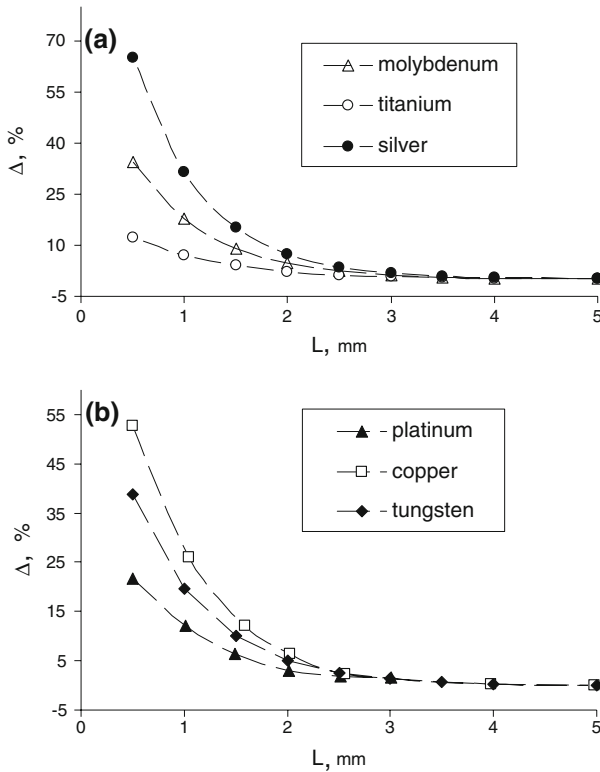 (a)
70
55
40
25
10
-5
Δ, %
molybdenum
titanium
silver
0 1 2 3 4 5
L, mm
(b)
55
45
35
25
15
5
-5
Δ, %
platinum
copper
tungsten
0 1 2 3 4 5
L, mm